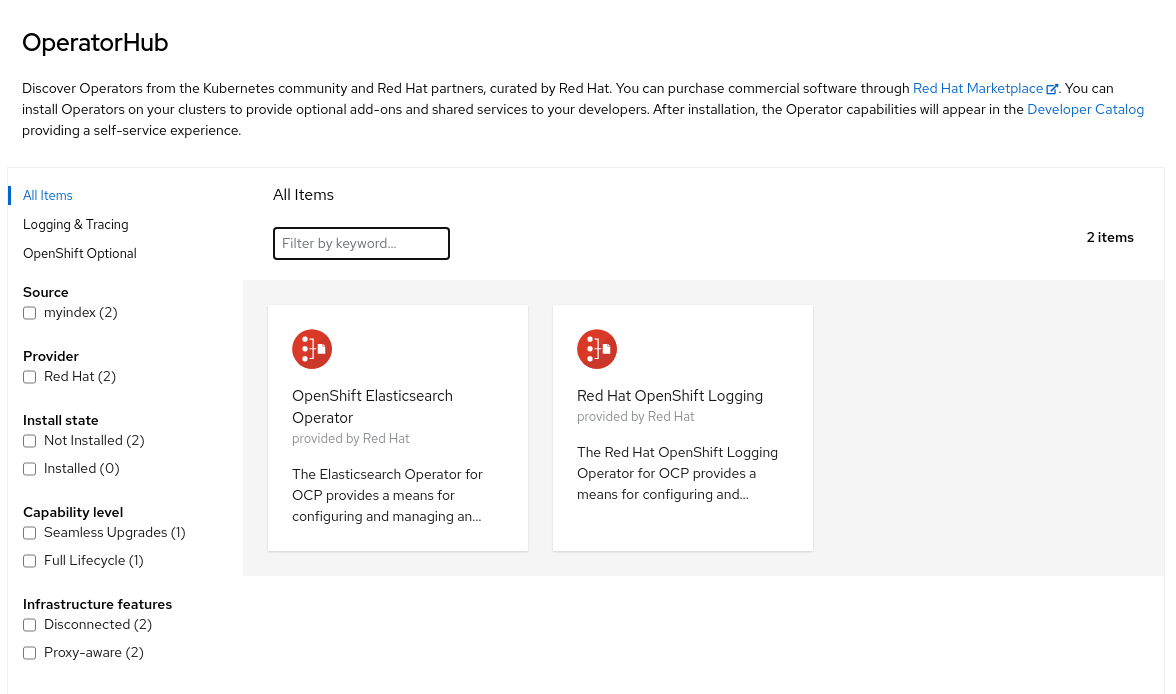 OperatorHub
Discover Operators from the Kubernetes community and Red Hat partners, curated by Red Hat. You can purchase commercial software through Red Hat Marketplace. You can
install Operators on your clusters to provide optional add-ons and shared services to your developers. After installation, the Operator capabilities will appear in the Developer Catalog
providing a self-service experience.
All Items
Logging & Tracing
OpenShift Optional
Source
myindex (2)
Provider
Red Hat (2)
Install state
Not Installed (2)
Installed (0)
Capability level
Seamless Upgrades (1)
Full Lifecycle (1)
Infrastructure features
Disconnected (2)
Proxy-aware (2)
All Items
Filter by keyword...
2 items
OpenShift Elasticsearch
Operator
provided by Red Hat
The Elasticsearch Operator for
OCP provides a means for
configuring and managing an...
Red Hat OpenShift Logging
provided by Red Hat
The Red Hat OpenShift Logging
Operator for OCP provides a
means for configuring and...